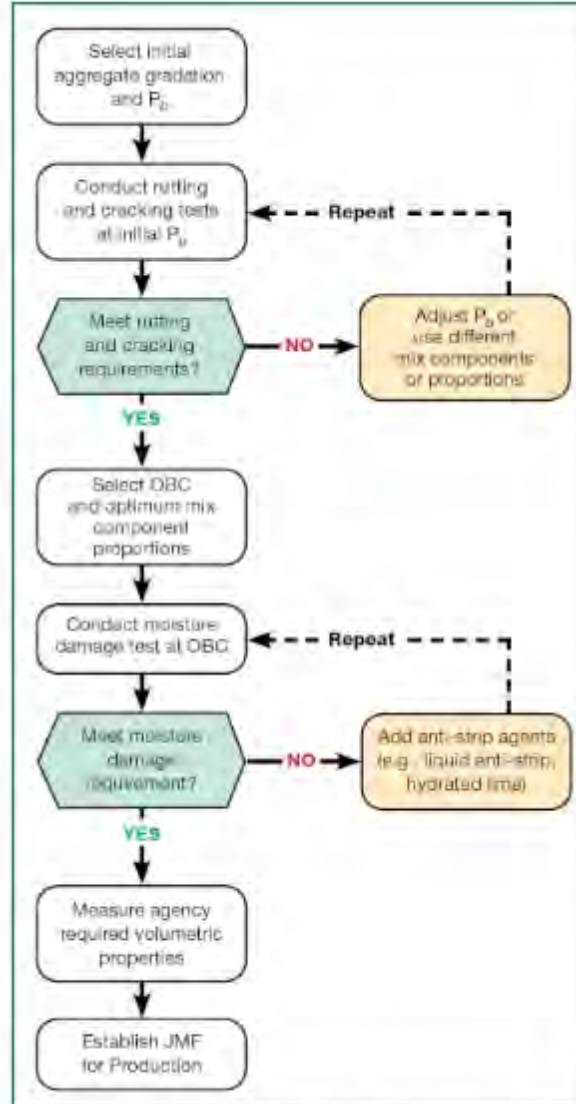 Select initial
aggregate gradation
and Pb
Conduct rutting
and cracking tests
at initial Pb
Repeat
Meet rutting
and cracking
requirements?
NO
Adjust Pb or
use different
mix components
or proportions
YES
Select OBC
and optimum mix
component
proportions
Conduct moisture
damage test at OBC
Repeat
Meet moisture
damage
requirement?
NO
Add anti-strip agents
(e.g., liquid anti-strip,
hydrated lime)
YES
Measure agency
required volumetric
properties
Establish JMF
for Production